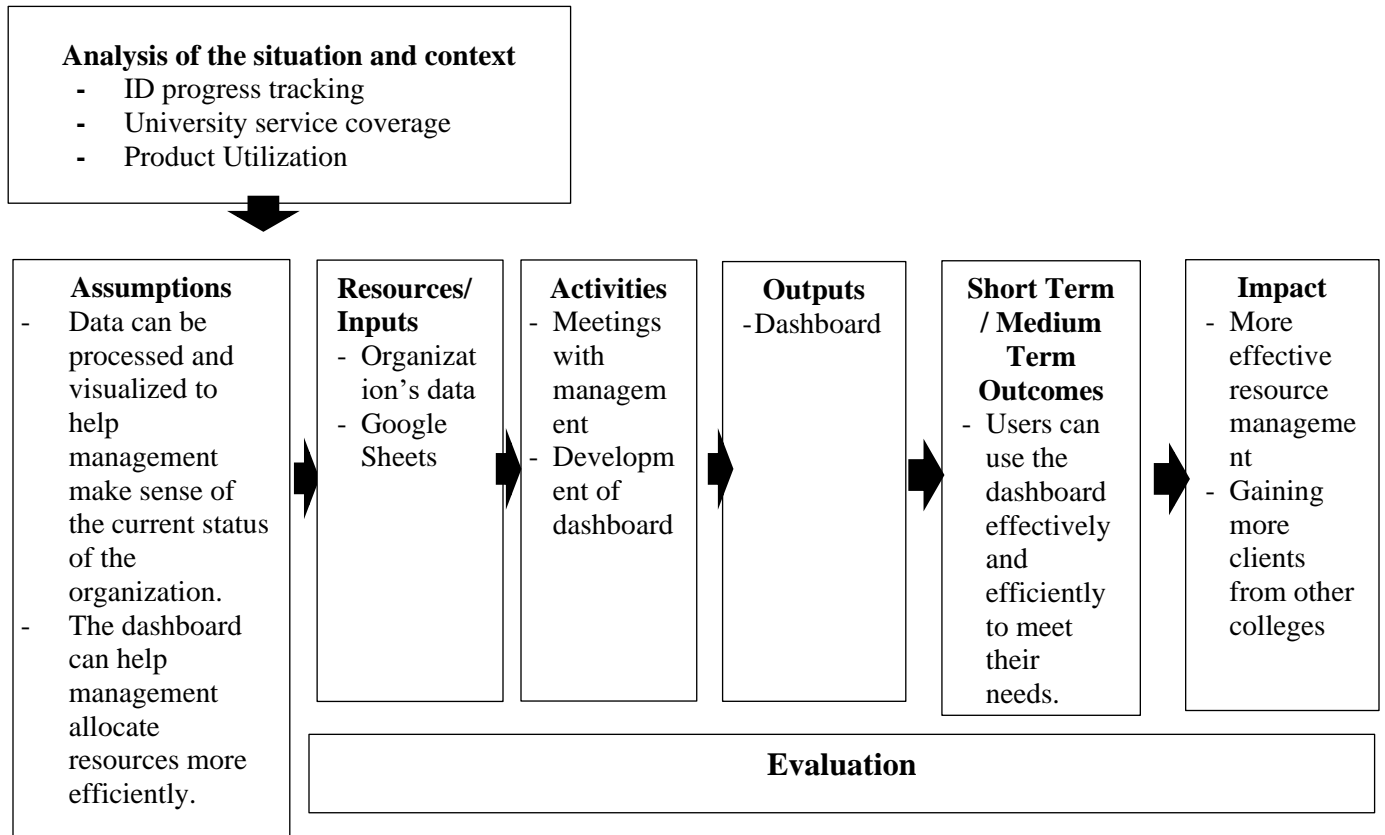 Analysis of the situation and context
- ID progress tracking
- University service coverage
- Product Utilization
Assumptions
- Data can be
processed and
visualized to
help
management
make sense of
the current status
of the
organization.
- The dashboard
can help
management
allocate
resources more
efficiently.
Resources/
Inputs
- Organizat
ion’s data
- Google
Sheets
Activities
- Meetings
with
managem
ent
- Developm
ent of
dashboard
Outputs
- Dashboard
Short Term
/ Medium
Term
Outcomes
- Users can
use the
dashboard
effectively
and
efficiently
to meet
their
needs.
Impact
- More
effective
resource
manageme
nt
- Gaining
more
clients
from other
colleges
Evaluation